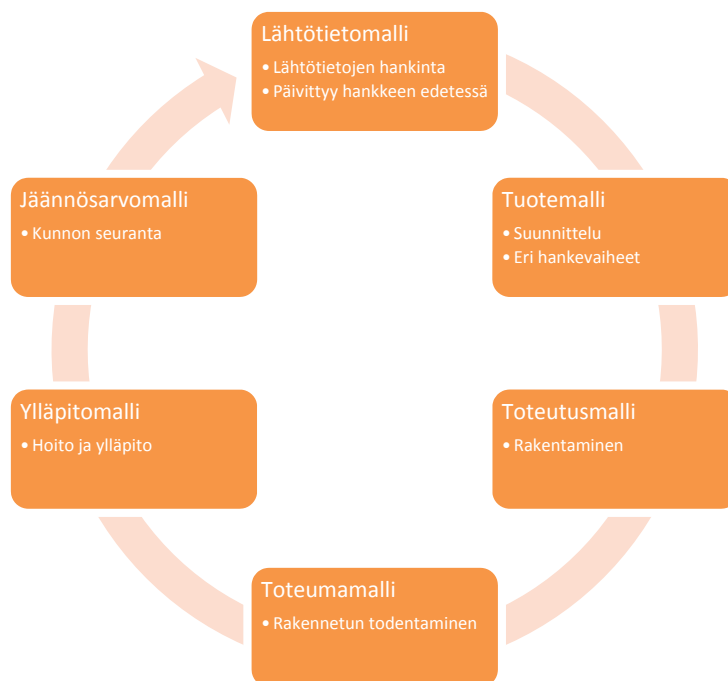 Lähtötietomalli
• Lähtötietojen hankinta
• Päivittyy hankkeen edetessä
Tuotemalli
• Suunnittelu
• Eri hankevaiheet
Toteutusmalli
• Rakentaminen
Toteumamalli
• Rakennetun todentaminen
Ylläpitomalli
• Hoito ja ylläpito
Jäännösarvomalli
• Kunnon seuranta